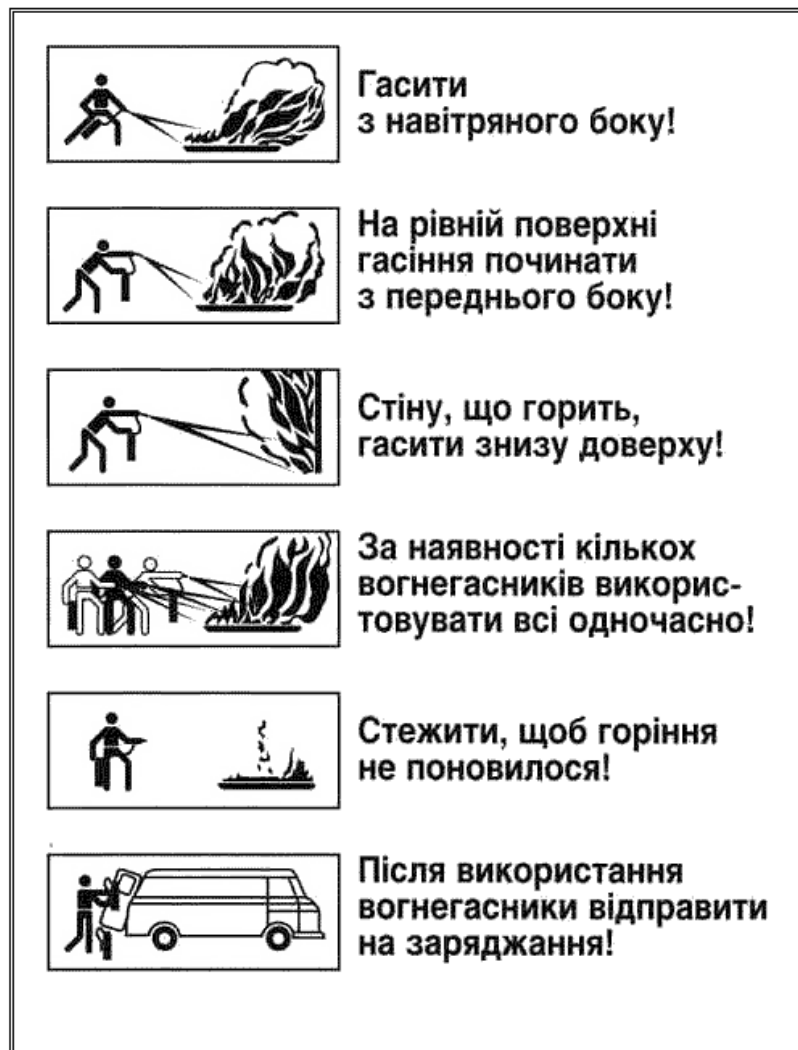 Гасити
з навітряного боку!
На рівній поверхні
гасіння починати
з переднього боку!
Стіну, що горить,
гасити знизу доверху!
За наявності кількох
вогнегасників викорис-
товувати всі одночасно!
Стежити, щоб горіння
не поновилося!
Після використання
вогнегасники відправити
на заряджання!